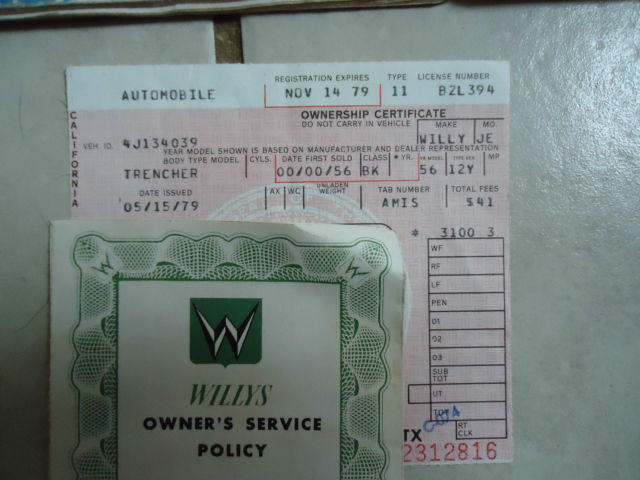 REGISTRATION EXPIRES TYPE LICENSE NUMBER
AUTOMOBILE NOV 14 79 11 B2L394
OWNERSHIP CERTIFICATE
DO NOT CARRY IN VEHICLE MAKE MO.
CALIFORNIA
VEH. ID 4J134039 WILLY JE
YEAR MODEL SHOWN IS BASED ON MANUFACTURER AND DEALER REPRESENTATION
BODY TYPE MODEL CYLS. DATE FIRST SOLD CLASS * YR. YR MODEL TYPE VEH MP
TRENCHER 00/00/56 BK 56 12Y
DATE ISSUED AX WC UNLADEN WEIGHT TAB NUMBER TOTAL FEES
05/15/79 AMIS $41
* 3100 3
WF
RF
LF
PEN
01
02
03
SUB TOT
UT
TOT
RT CLK
TX
2312816
W
W
W
WILLYS
OWNER'S SERVICE
POLICY